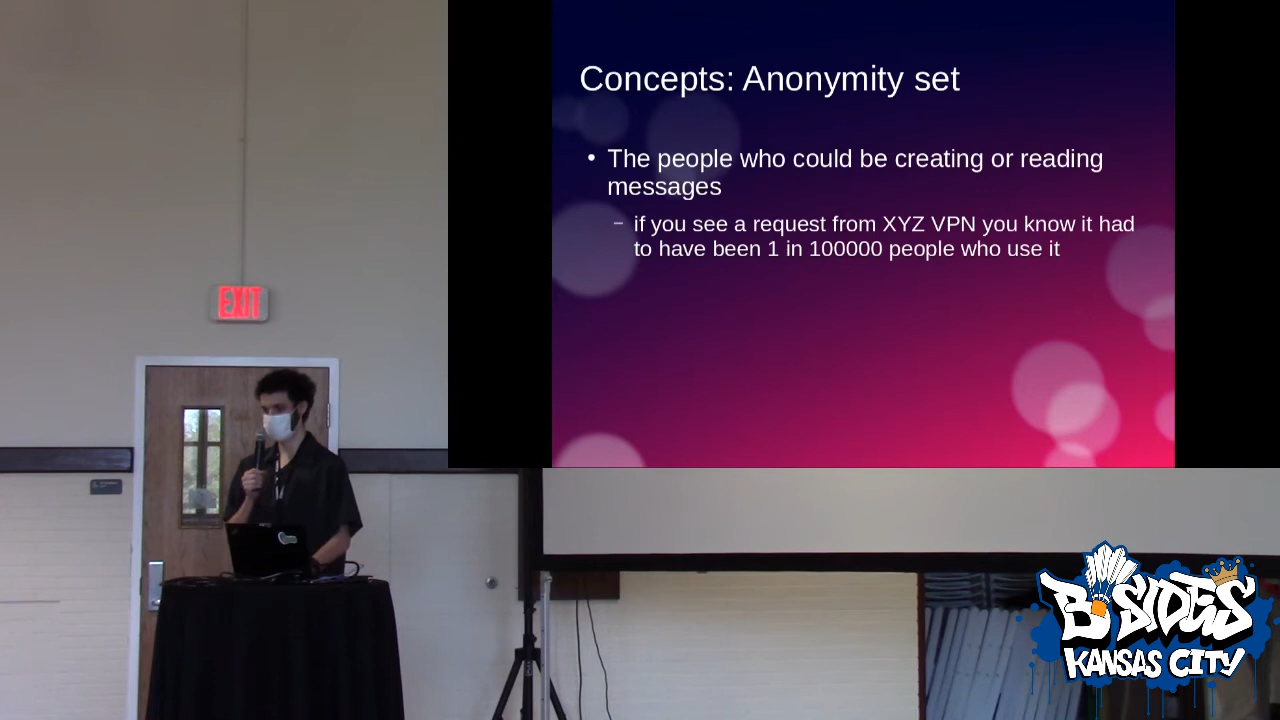 Concepts: Anonymity set
• The people who could be creating or reading
messages
– if you see a request from XYZ VPN you know it had
to have been 1 in 100000 people who use it
EXIT
BSIDES
KANSAS CITY